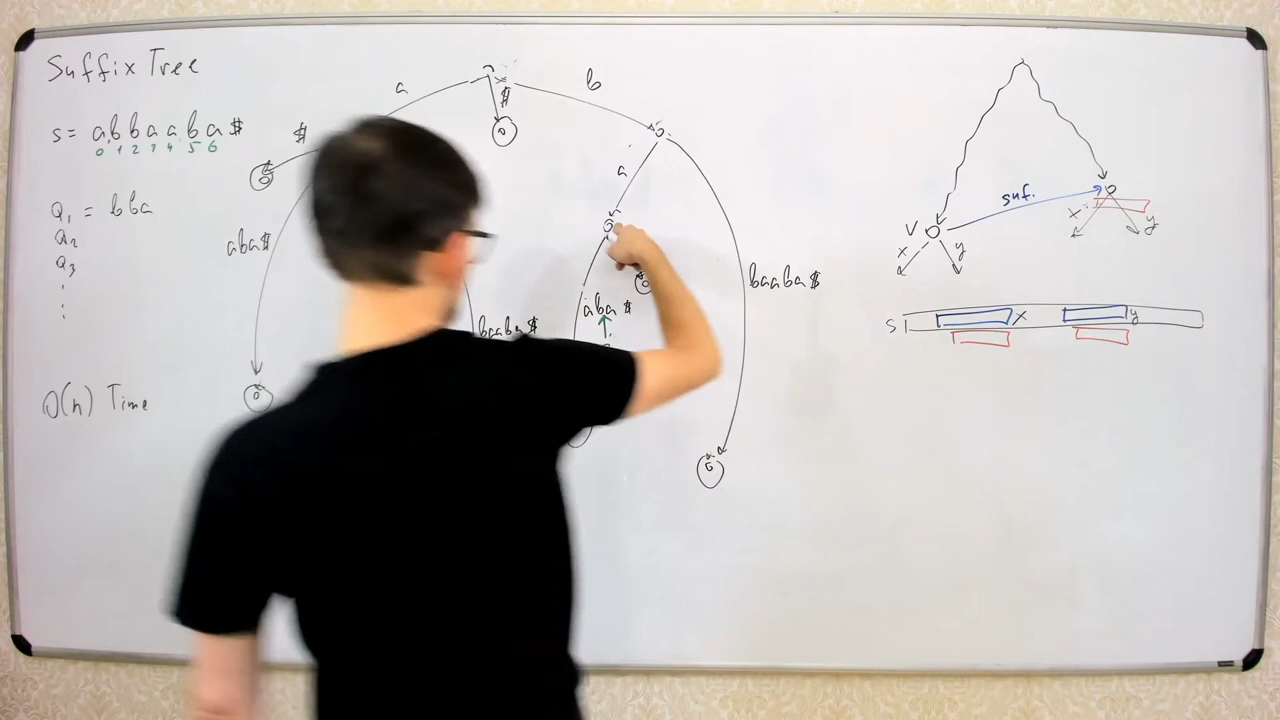 Suffix Tree
s= abbaaba$
0 1 2 3 4 5 6
Q1 = bba
Q2
Q3
O(n) Time
a
b
$
$
a
aba$
baaba$
aba$
baaba$
suf.
V
x
y
x
y
S
x
y